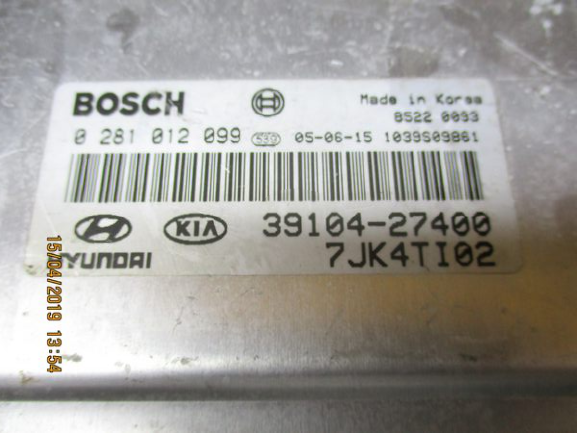 BOSCH
Made in Korea
8522 0093
0 281 012 099 539 05-06-15 1039S09861
HYUNDAI KIA 39104-27400
7JK4TI02
15/04/2019 13:54